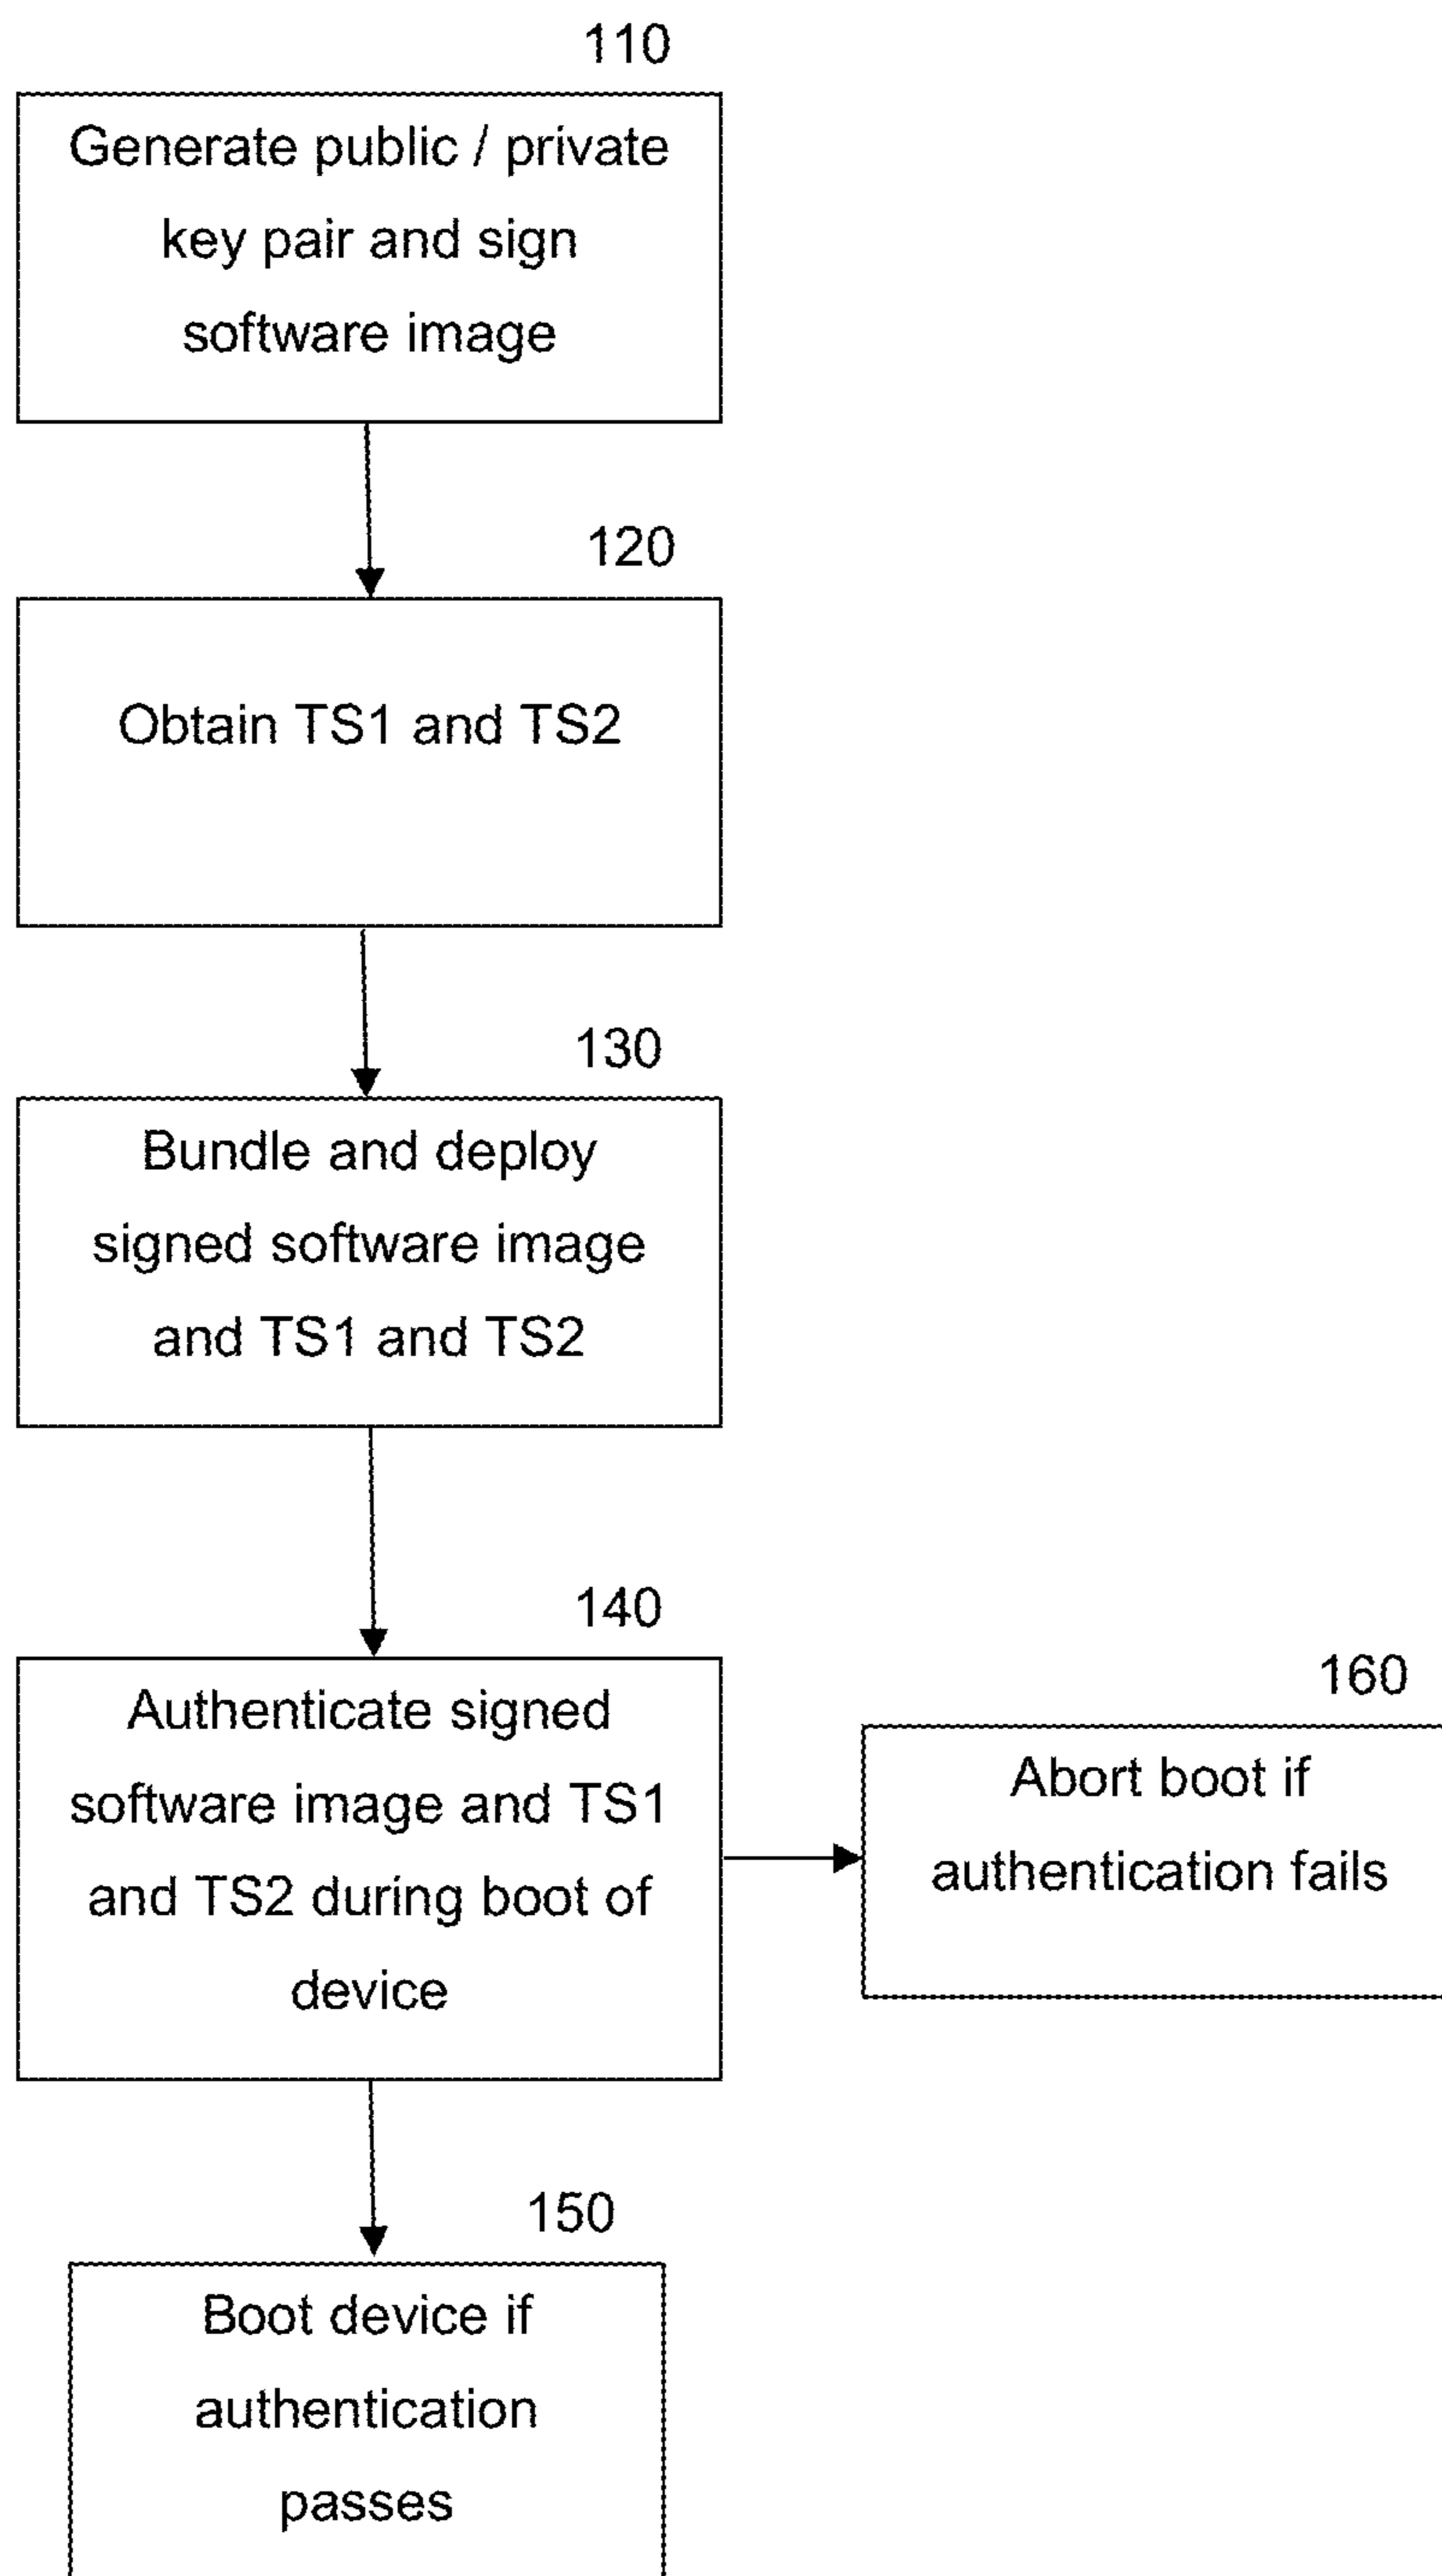 110
Generate public / private
key pair and sign
software image
120
Obtain TS1 and TS2
130
Bundle and deploy
signed software image
and TS1 and TS2
140
Authenticate signed
software image and TS1
and TS2 during boot of
device
160
Abort boot if
authentication fails
150
Boot device if
authentication
passes